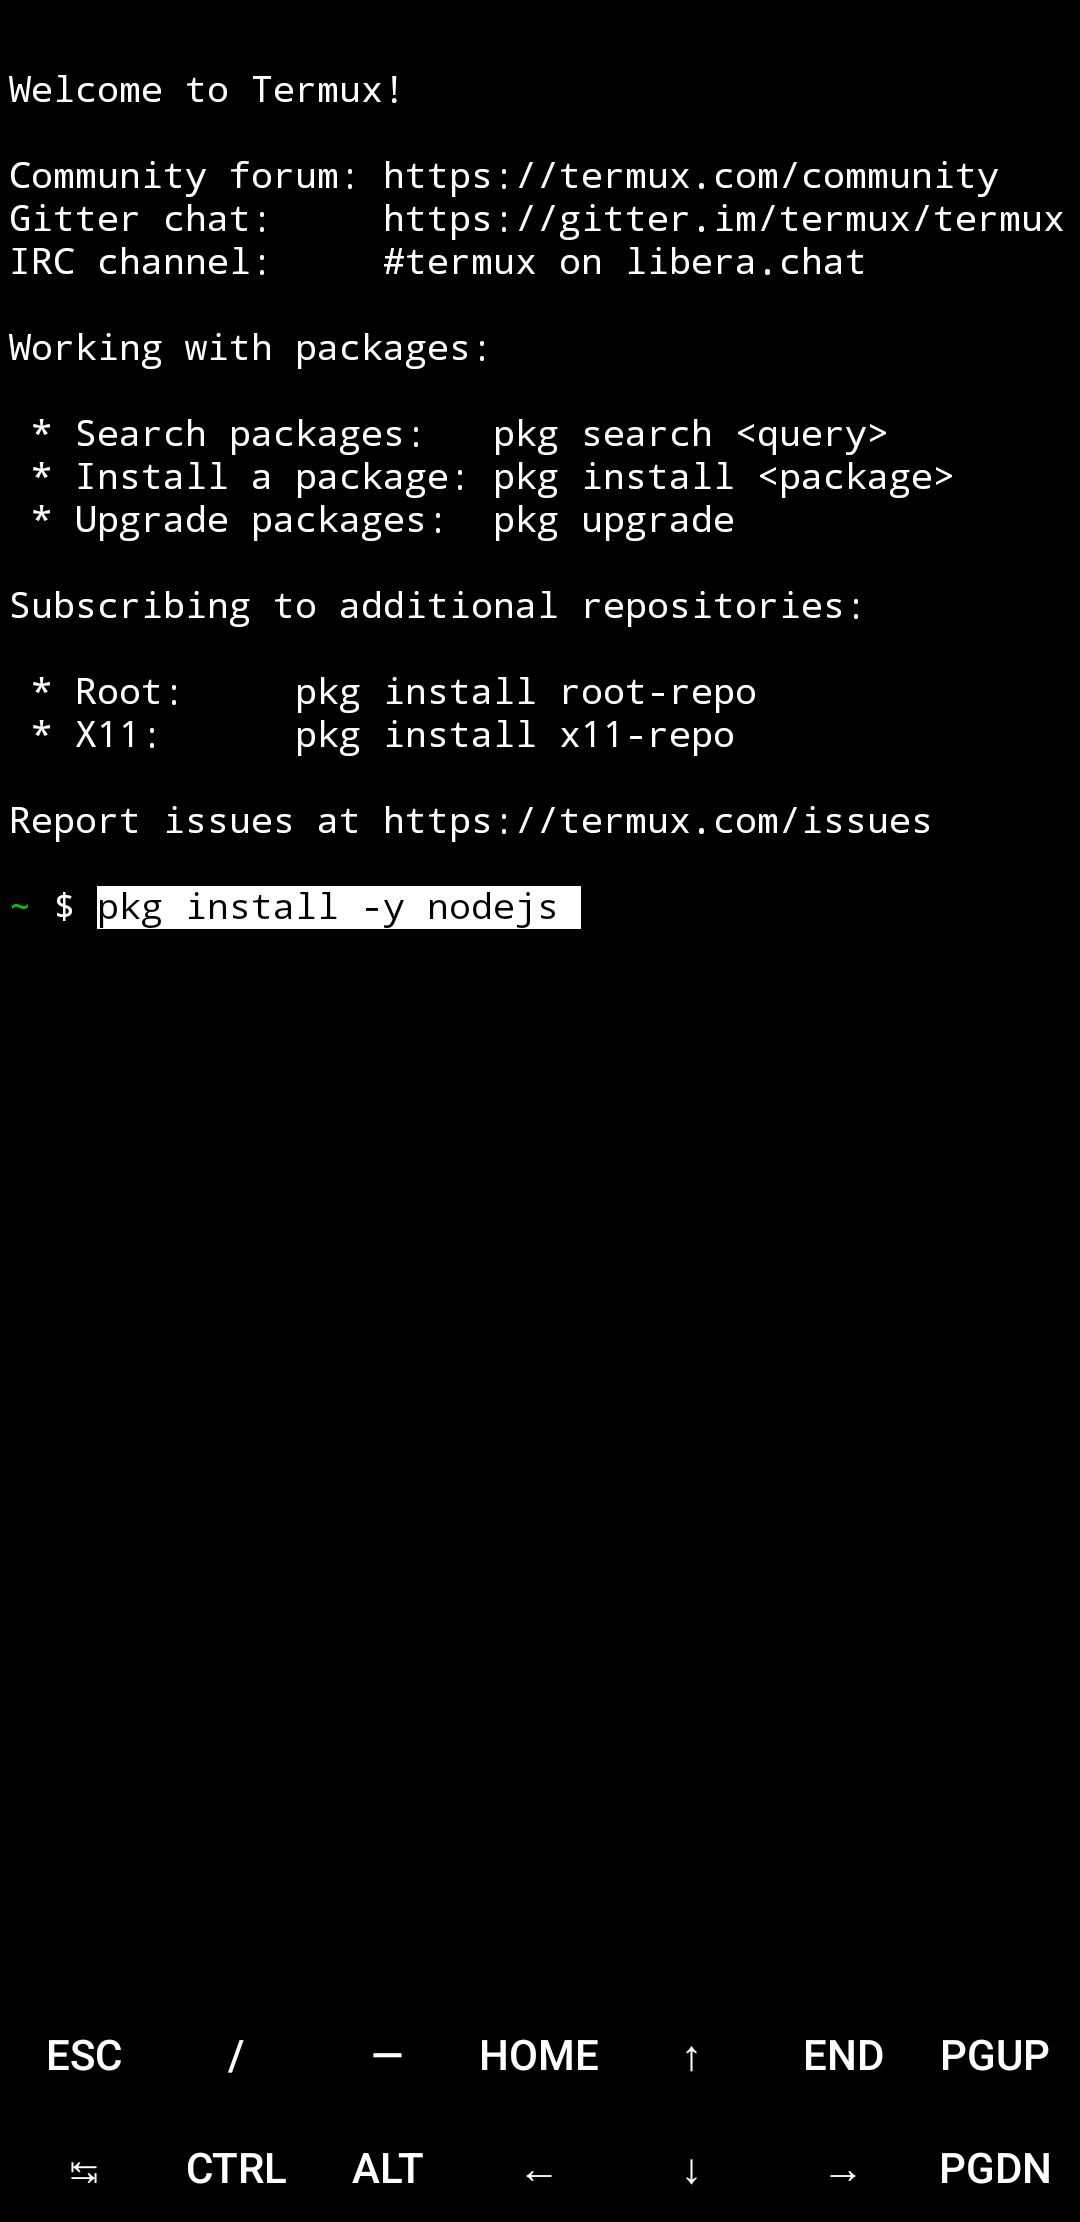 Welcome to Termux!
Community forum: https://termux.com/community
Gitter chat:     https://gitter.im/termux/termux
IRC channel:     #termux on libera.chat
Working with packages:
 * Search packages:   pkg search <query>
 * Install a package: pkg install <package>
 * Upgrade packages:  pkg upgrade
Subscribing to additional repositories:
 * Root:     pkg install root-repo
 * X11:      pkg install x11-repo
Report issues at https://termux.com/issues
~ $ pkg install -y nodejs
ESC / — HOME ↑ END PGUP
↹ CTRL ALT ← ↓ → PGDN